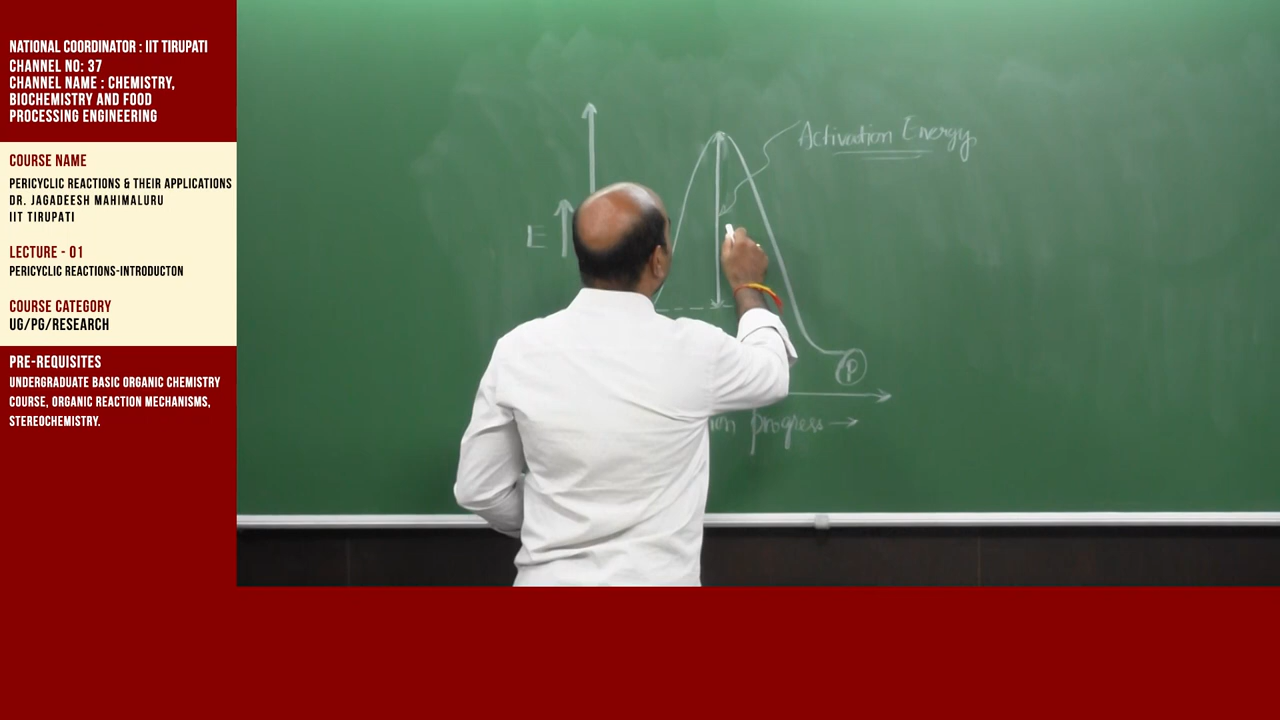 NATIONAL COORDINATOR : IIT TIRUPATI
CHANNEL NO: 37
CHANNEL NAME : CHEMISTRY,
BIOCHEMISTRY AND FOOD
PROCESSING ENGINEERING
COURSE NAME
PERICYCLIC REACTIONS & THEIR APPLICATIONS
DR. JAGADEESH MAHIMALURU
IIT TIRUPATI
LECTURE - 01
PERICYCLIC REACTIONS-INTRODUCTON
COURSE CATEGORY
UG/PG/RESEARCH
PRE-REQUISITES
UNDERGRADUATE BASIC ORGANIC CHEMISTRY
COURSE, ORGANIC REACTION MECHANISMS,
STEREOCHEMISTRY.
Activation Energy
E
P
progress →